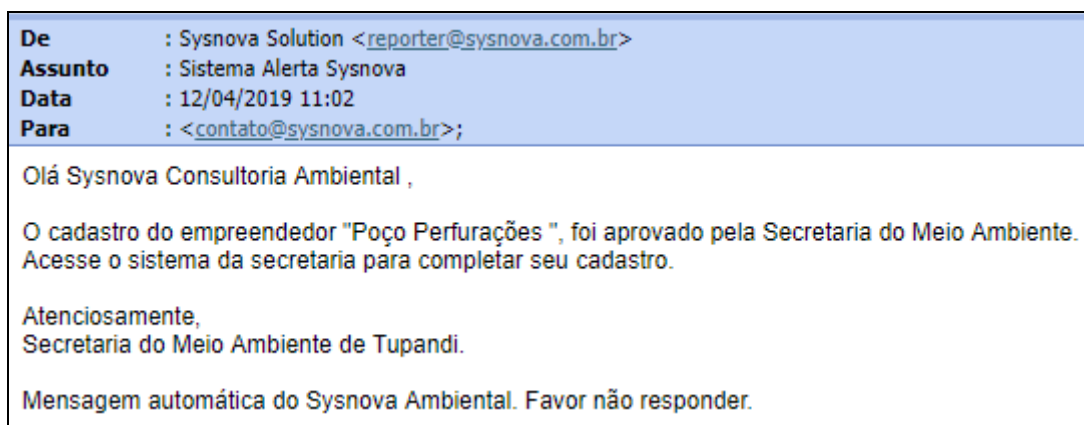 De : Sysnova Solution <reporter@sysnova.com.br>
Assunto : Sistema Alerta Sysnova
Data : 12/04/2019 11:02
Para : <contato@sysnova.com.br>;
Olá Sysnova Consultoria Ambiental ,
O cadastro do empreendedor "Poço Perfurações ", foi aprovado pela Secretaria do Meio Ambiente.
Acesse o sistema da secretaria para completar seu cadastro.
Atenciosamente,
Secretaria do Meio Ambiente de Tupandi.
Mensagem automática do Sysnova Ambiental. Favor não responder.